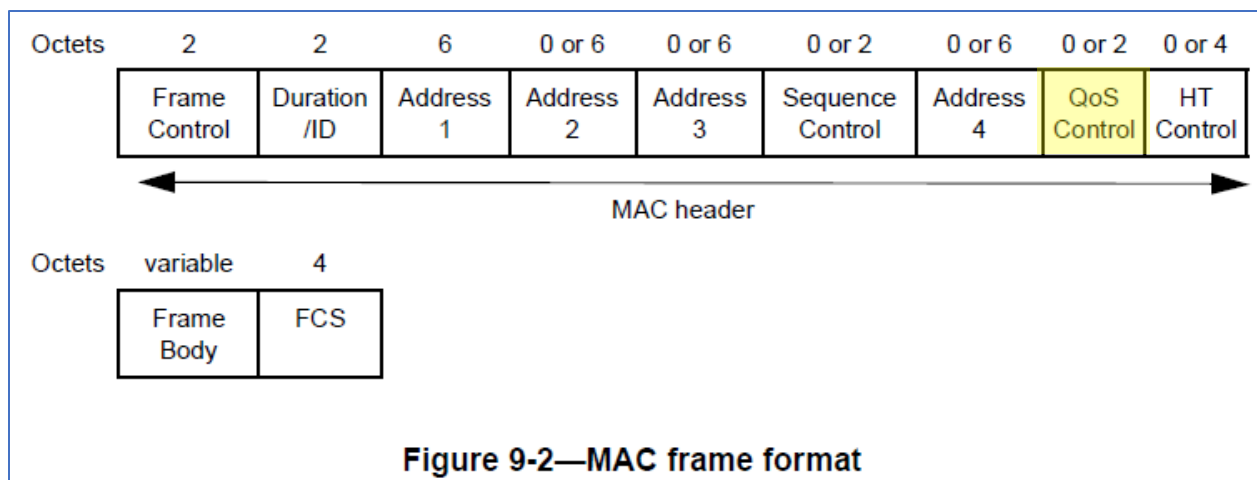 Octets 2 2 6 0 or 6 0 or 6 0 or 2 0 or 6 0 or 2 0 or 4
Frame Duration Address Address Address Sequence Address QoS HT
Control /ID 1 2 3 Control 4 Control Control
MAC header
Octets variable 4
Frame FCS
Body
Figure 9-2—MAC frame format